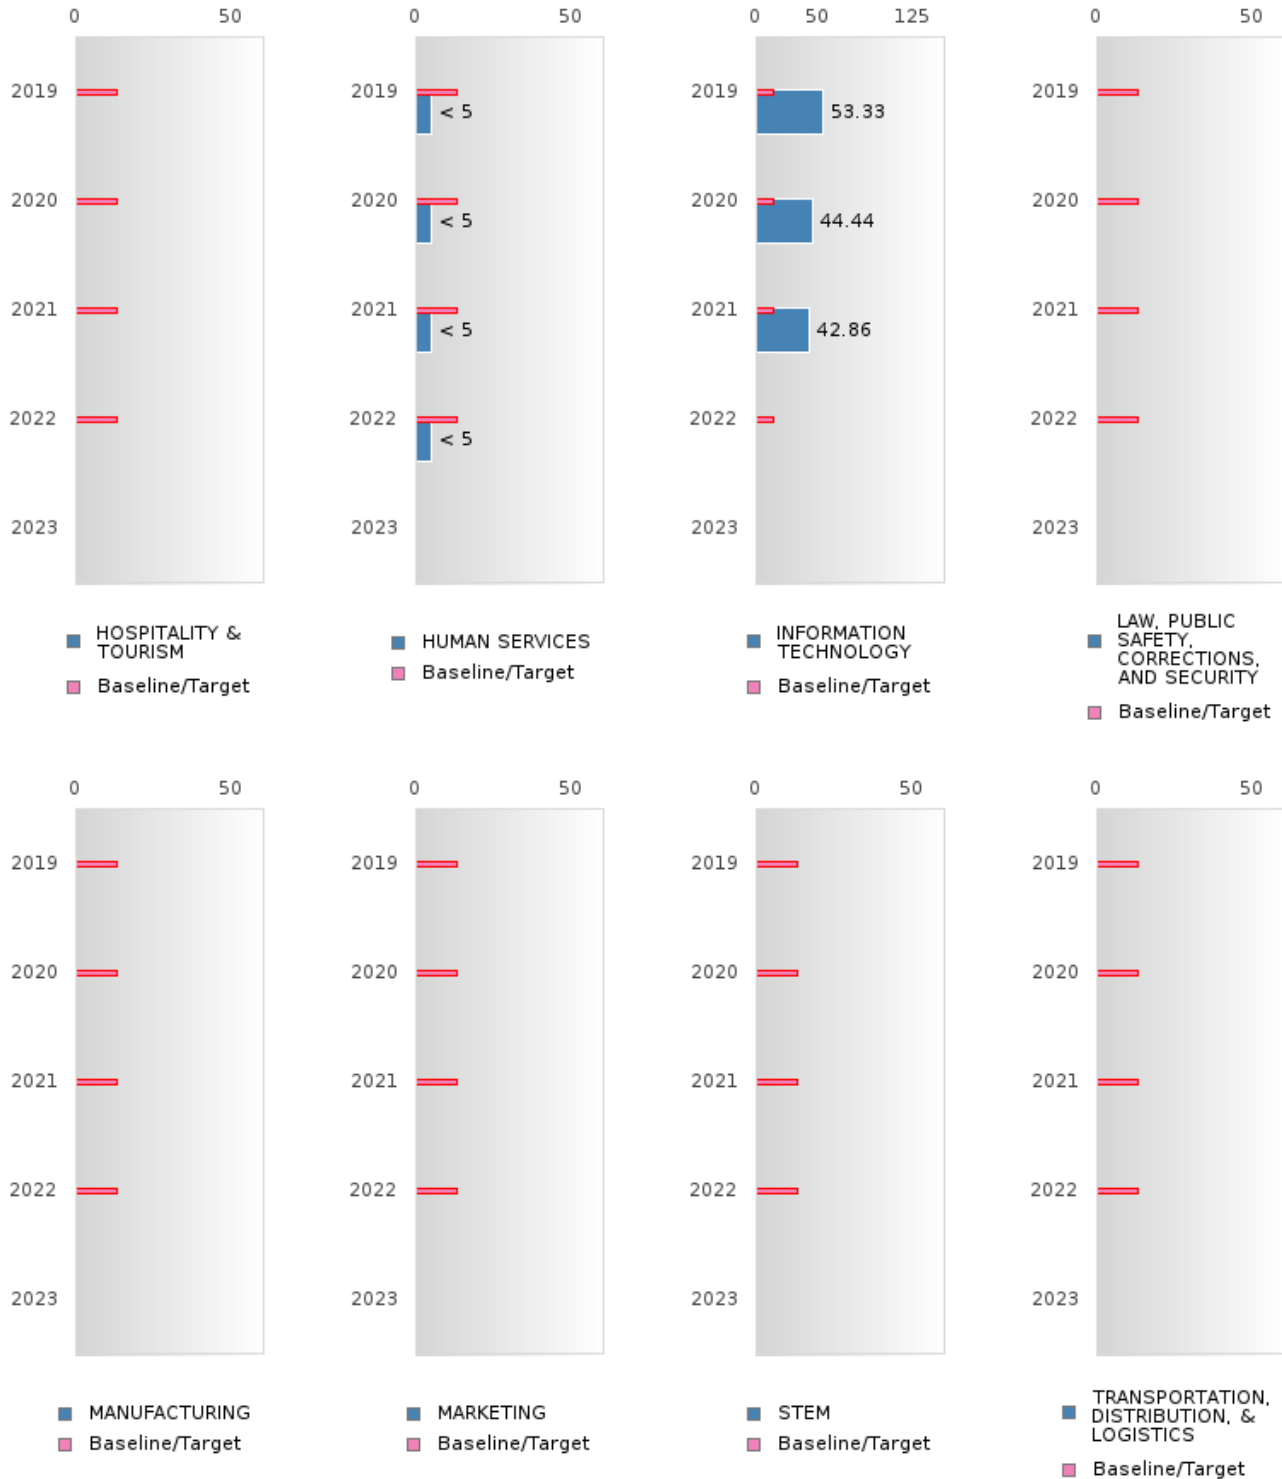 0 50
2019
2020
2021
2022
2023
HOSPITALITY &
TOURISM
Baseline/Target
0 50
2019
< 5
2020
< 5
2021
< 5
2022
< 5
2023
HUMAN SERVICES
Baseline/Target
0 50 125
2019
53.33
2020
44.44
2021
42.86
2022
2023
INFORMATION
TECHNOLOGY
Baseline/Target
0 50
2019
2020
2021
2022
2023
LAW, PUBLIC
SAFETY,
CORRECTIONS,
AND SECURITY
Baseline/Target
0 50
2019
2020
2021
2022
2023
MANUFACTURING
Baseline/Target
0 50
2019
2020
2021
2022
2023
MARKETING
Baseline/Target
0 50
2019
2020
2021
2022
2023
STEM
Baseline/Target
0 50
2019
2020
2021
2022
2023
TRANSPORTATION,
DISTRIBUTION, &
LOGISTICS
Baseline/Target